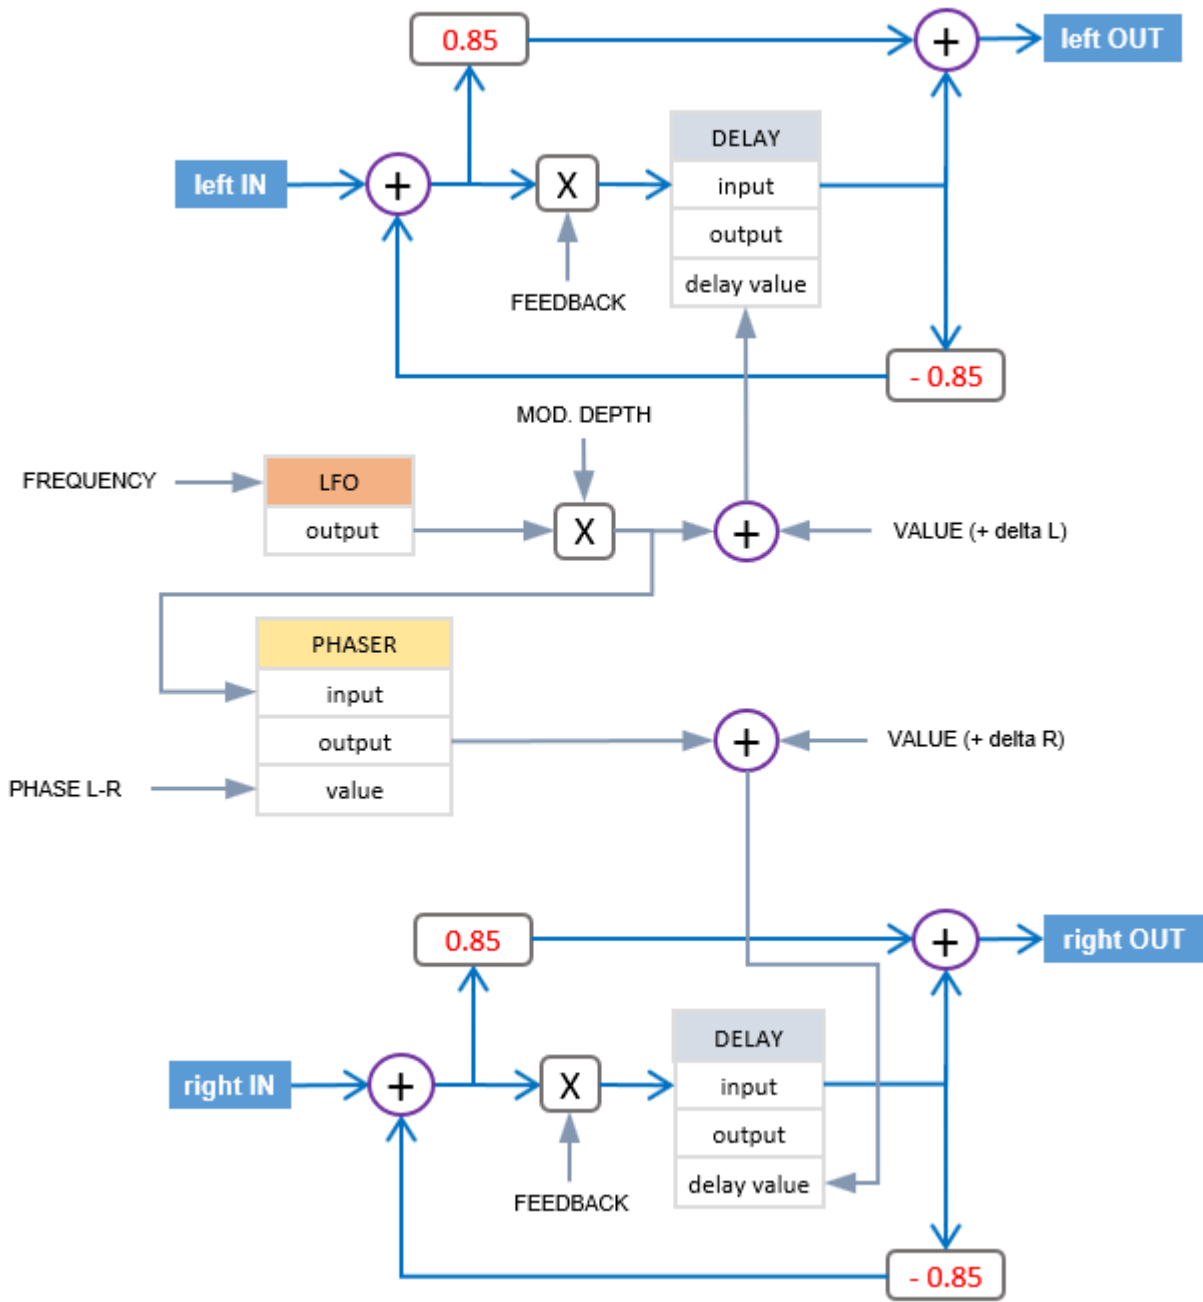 0.85
+
left OUT
DELAY
left IN
+
X
input
output
delay value
FEEDBACK
- 0.85
MOD. DEPTH
FREQUENCY
LFO
output
X
+
VALUE (+ delta L)
PHASER
input
output
+
VALUE (+ delta R)
PHASE L-R
value
0.85
+
right OUT
DELAY
right IN
+
X
input
output
delay value
FEEDBACK
- 0.85